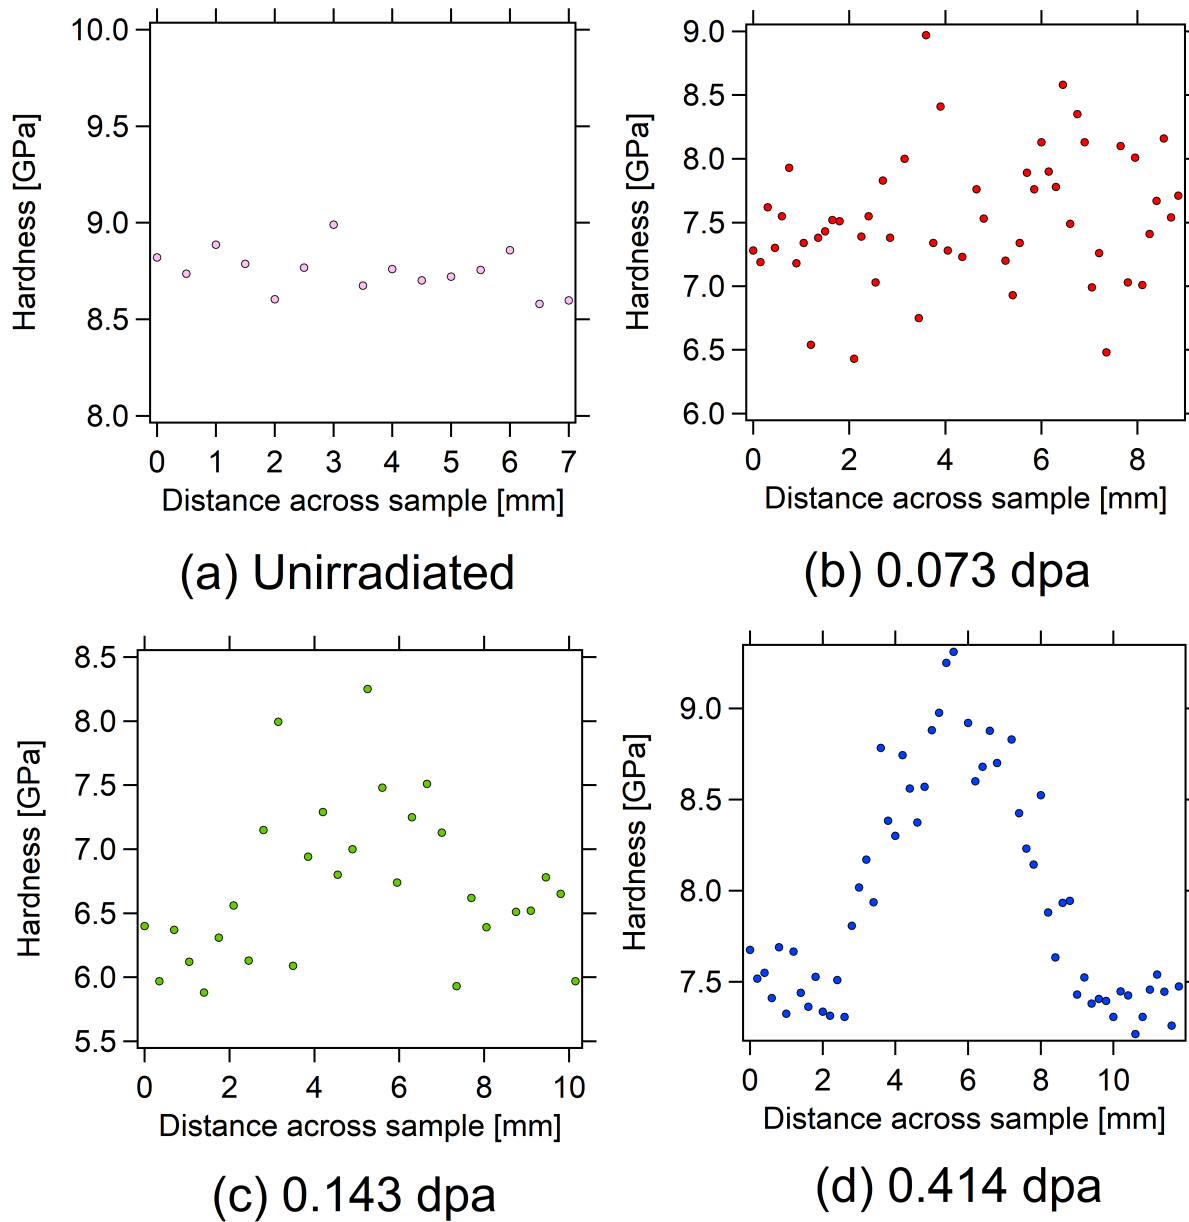 10.0
9.5
9.0
8.5
8.0
Hardness [GPa]
0 1 2 3 4 5 6 7
Distance across sample [mm]
(a) Unirradiated
9.0
8.5
8.0
7.5
7.0
6.5
6.0
Hardness [GPa]
0 2 4 6 8
Distance across sample [mm]
(b) 0.073 dpa
8.5
8.0
7.5
7.0
6.5
6.0
5.5
Hardness [GPa]
0 2 4 6 8 10
Distance across sample [mm]
(c) 0.143 dpa
9.0
8.5
8.0
7.5
Hardness [GPa]
0 2 4 6 8 10
Distance across sample [mm]
(d) 0.414 dpa